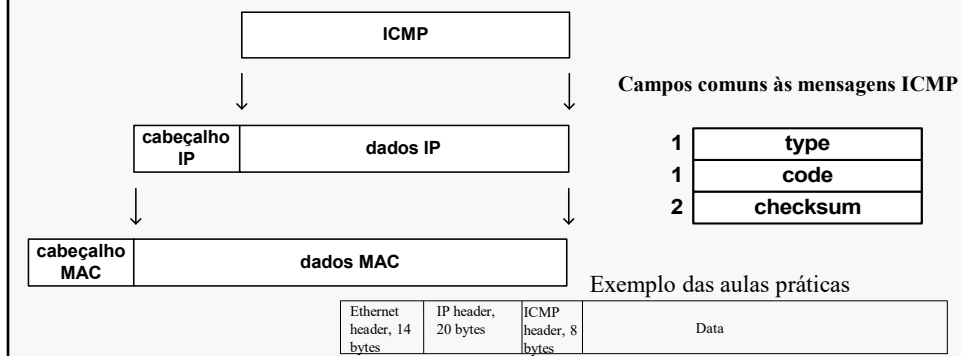 ICMP
Campos comuns às mensagens ICMP
cabeçalho
IP
dados IP
1 type
1 code
2 checksum
cabeçalho
MAC
dados MAC
Exemplo das aulas práticas
Ethernet
header, 14
bytes
IP header,
20 bytes
ICMP
header, 8
bytes
Data